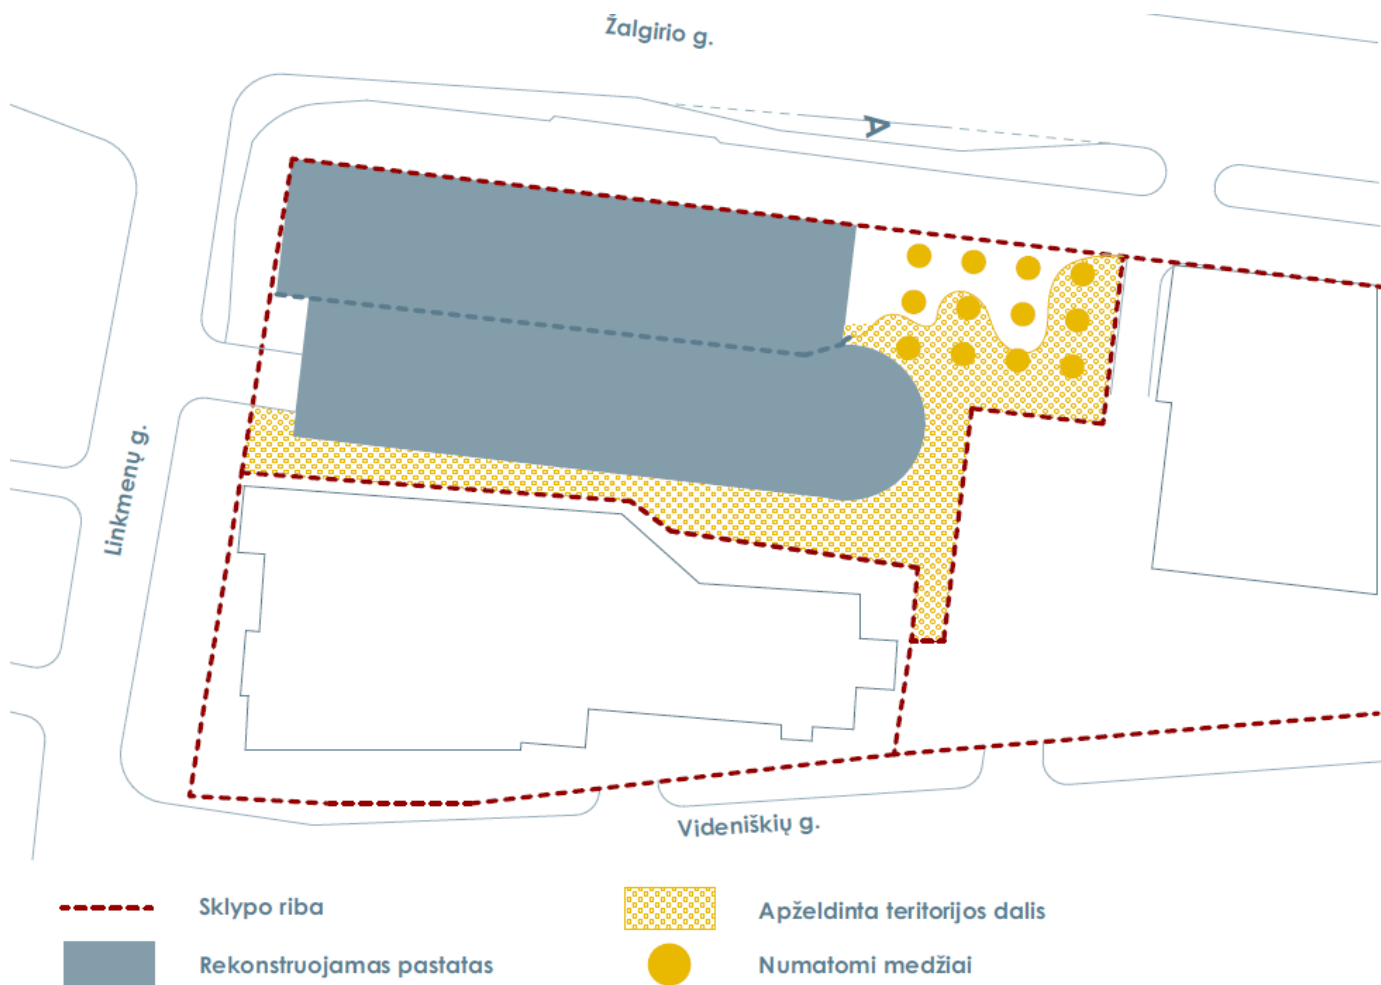 Žalgirio g.
A
Linkmenų g.
Videniškių g.
Sklypo riba
Apželdinta teritorijos dalis
Rekonstruojamas pastatas
Numatomi medžiai